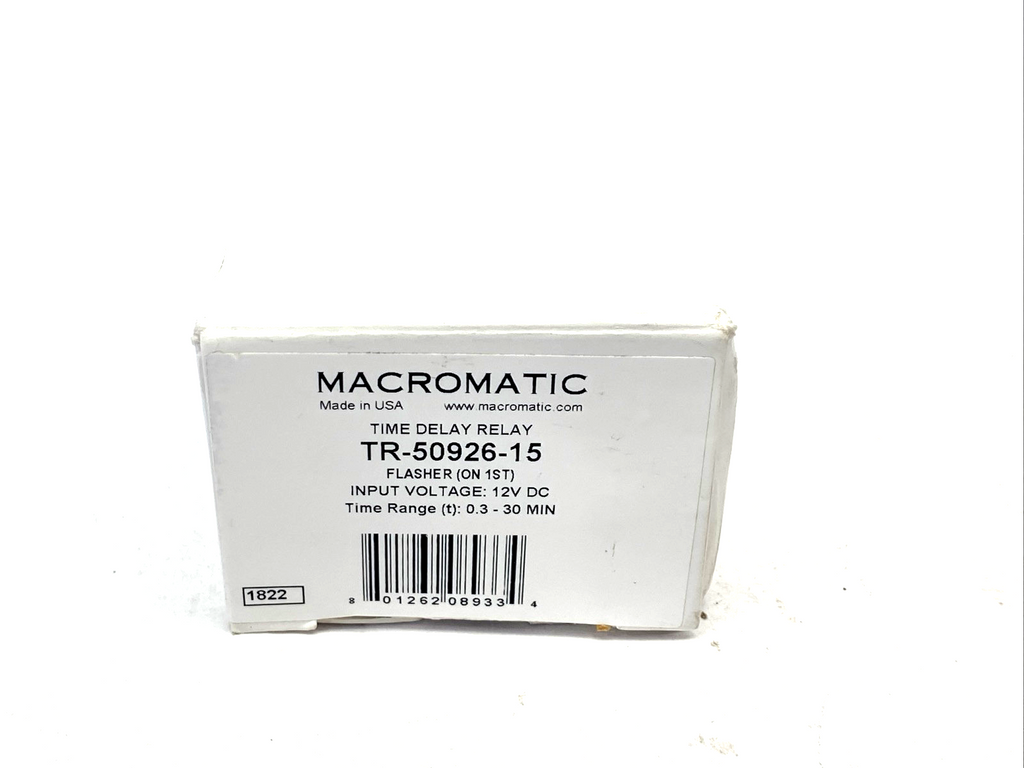 MACROMATIC
Made in USA www.macromatic.com
TIME DELAY RELAY
TR-50926-15
FLASHER (ON 1ST)
INPUT VOLTAGE: 12V DC
Time Range (t): 0.3 - 30 MIN
1822
8 01262 08933 4